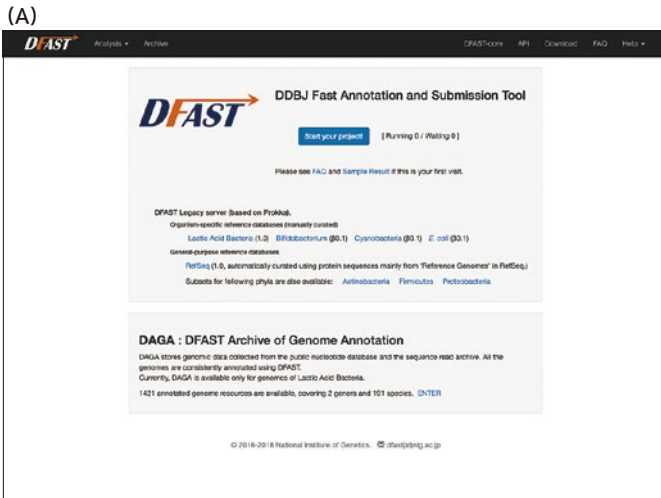 (A)
DFAST Analysis Archive DFAST-core API Download FAQ Help
DFAST
DDBJ Fast Annotation and Submission Tool
Start your project! [ Running 0 / Waiting 0 ]
Please see FAQ and Sample Result if this is your first visit.
DFAST Legacy server (based on Prokka).
Organism-specific reference databases (manually curated)
Lactic Acid Bacteria (1.0) Bifidobacterium (β0.1) Cyanobacteria (β0.1) E. coli (β0.1)
General-purpose reference databases
RefSeq (1.0, automatically curated using protein sequences mainly from 'Reference Genomes' in RefSeq.)
Subsets for following phyla are also available: Actinobacteria Firmicutes Proteobacteria
DAGA : DFAST Archive of Genome Annotation
DAGA stores genomic data collected from the public nucleotide database and the sequence read archive. All the
genomes are consistently annotated using DFAST.
Currently, DAGA is available only for genomes of Lactic Acid Bacteria.
1421 annotated genome resources are available, covering 2 genera and 191 species. ENTER
© 2016-2018 National Institute of Genetics.